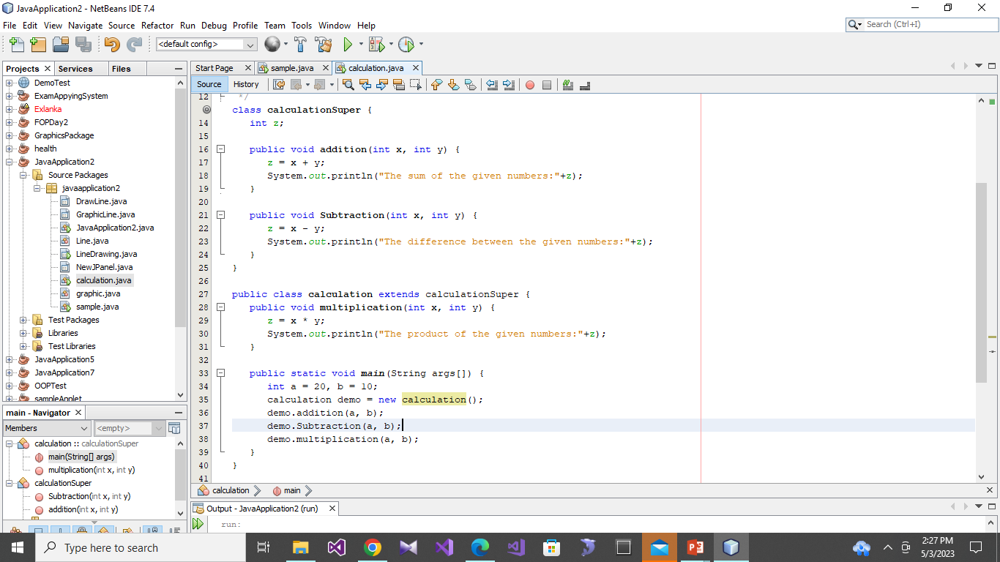 JavaApplication2 - NetBeans IDE 7.4
File Edit View Navigate Source Refactor Run Debug Profile Team Tools Window Help
Search (Ctrl+I)
<default config>
Projects Services Files
DemoTest
ExamAppyingSystem
Exlanka
FOPDay2
GraphicsPackage
health
JavaApplication2
Source Packages
javaapplication2
DrawLine.java
GraphicLine.java
JavaApplication2.java
Line.java
LineDrawing.java
NewJPanel.java
calculation.java
graphic.java
sample.java
Test Packages
Libraries
Test Libraries
JavaApplication5
JavaApplication7
OOPTest
sampleApplet
main - Navigator
Members <empty>
calculation :: calculationSuper
main(String[] args)
multiplication(int x, int y)
calculationSuper
Subtraction(int x, int y)
addition(int x, int y)
Start Page sample.java calculation.java
Source History
12 */
class calculationSuper {
14 int z;
15
16 public void addition(int x, int y) {
17 z = x + y;
18 System.out.println("The sum of the given numbers:"+z);
19 }
20
21 public void Subtraction(int x, int y) {
22 z = x - y;
23 System.out.println("The difference between the given numbers:"+z);
24 }
25 }
26
27 public class calculation extends calculationSuper {
28 public void multiplication(int x, int y) {
29 z = x * y;
30 System.out.println("The product of the given numbers:"+z);
31 }
32
33 public static void main(String args[]) {
34 int a = 20, b = 10;
35 calculation demo = new calculation();
36 demo.addition(a, b);
37 demo.Subtraction(a, b);
38 demo.multiplication(a, b);
39 }
40 }
41
calculation main
Output - JavaApplication2 (run)
run:
Type here to search
2:27 PM
5/3/2023